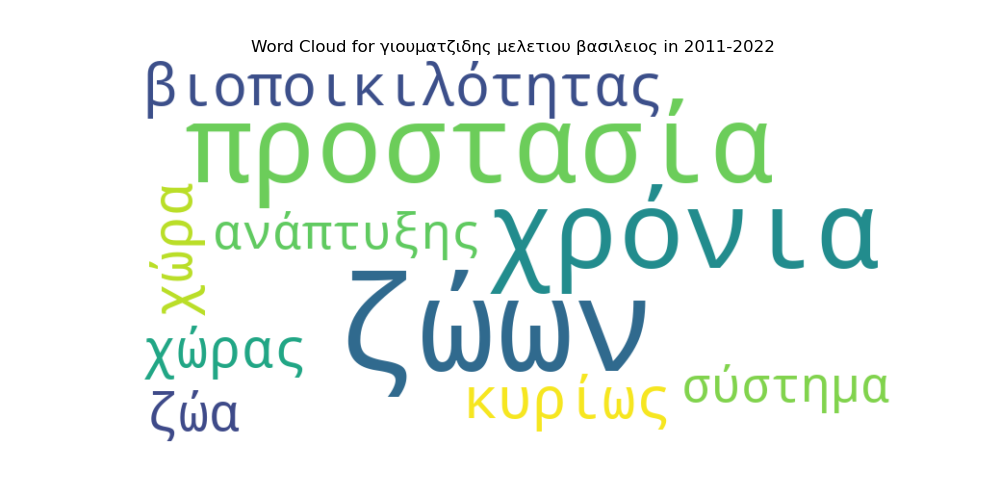 Word Cloud for γιουματζιδης μελετιου βασιλειος in 2011-2022
βιοποικιλότητας
προστασία
χώρα
ανάπτυξης
χρόνια
ζώων
χώρας
κυρίως
σύστημα
ζώα